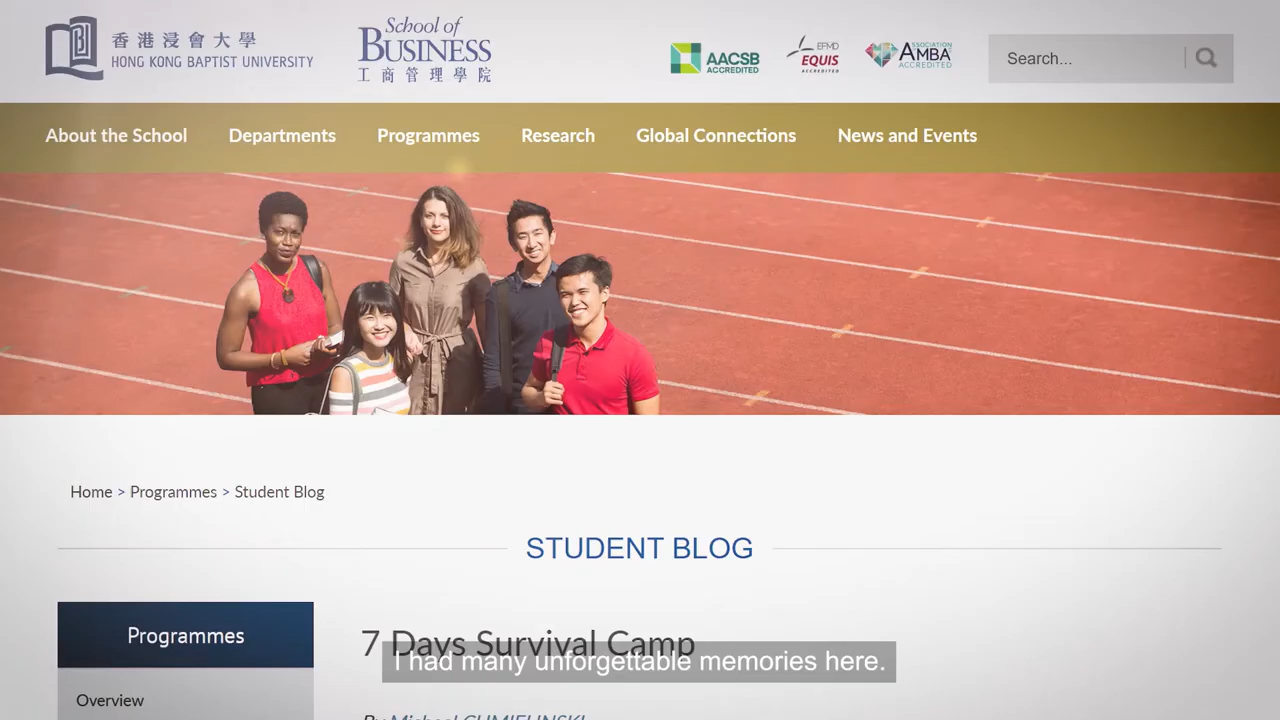 香港浸會大學
HONG KONG BAPTIST UNIVERSITY
School of
BUSINESS
工商管理學院
AACSB
ACCREDITED
EFMD
EQUIS
ACCREDITED
ASSOCIATION
AMBA
ACCREDITED
Search...
About the School
Departments
Programmes
Research
Global Connections
News and Events
Home > Programmes > Student Blog
STUDENT BLOG
Programmes
Overview
7 Days Survival Camp
I had many unforgettable memories here.
By Michael